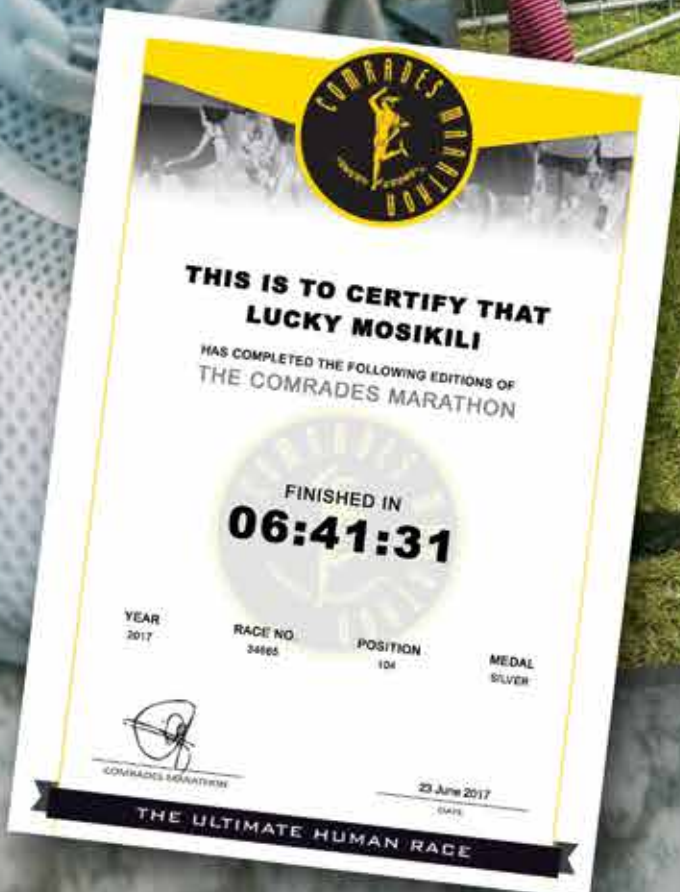 COMRADES MARATHON
THIS IS TO CERTIFY THAT
LUCKY MOSIKILI
HAS COMPLETED THE FOLLOWING EDITIONS OF
THE COMRADES MARATHON
FINISHED IN
06:41:31
YEAR RACE NO. POSITION MEDAL
2017 34665 104 SILVER
COMRADES MARATHON
23 June 2017
DATE
THE ULTIMATE HUMAN RACE